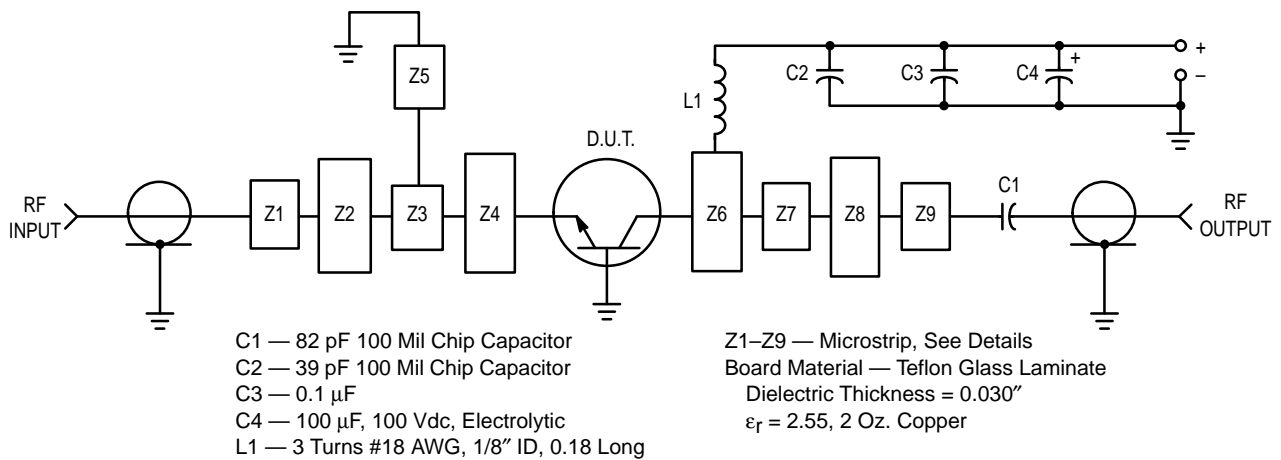 Z5
C2
C3
C4
+
+
–
L1
D.U.T.
RF
INPUT
Z1
Z2
Z3
Z4
Z6
Z7
Z8
Z9
C1
RF
OUTPUT
C1 — 82 pF 100 Mil Chip Capacitor
C2 — 39 pF 100 Mil Chip Capacitor
C3 — 0.1 μF
C4 — 100 μF, 100 Vdc, Electrolytic
L1 — 3 Turns #18 AWG, 1/8″ ID, 0.18 Long
Z1–Z9 — Microstrip, See Details
Board Material — Teflon Glass Laminate
Dielectric Thickness = 0.030″
εr = 2.55, 2 Oz. Copper